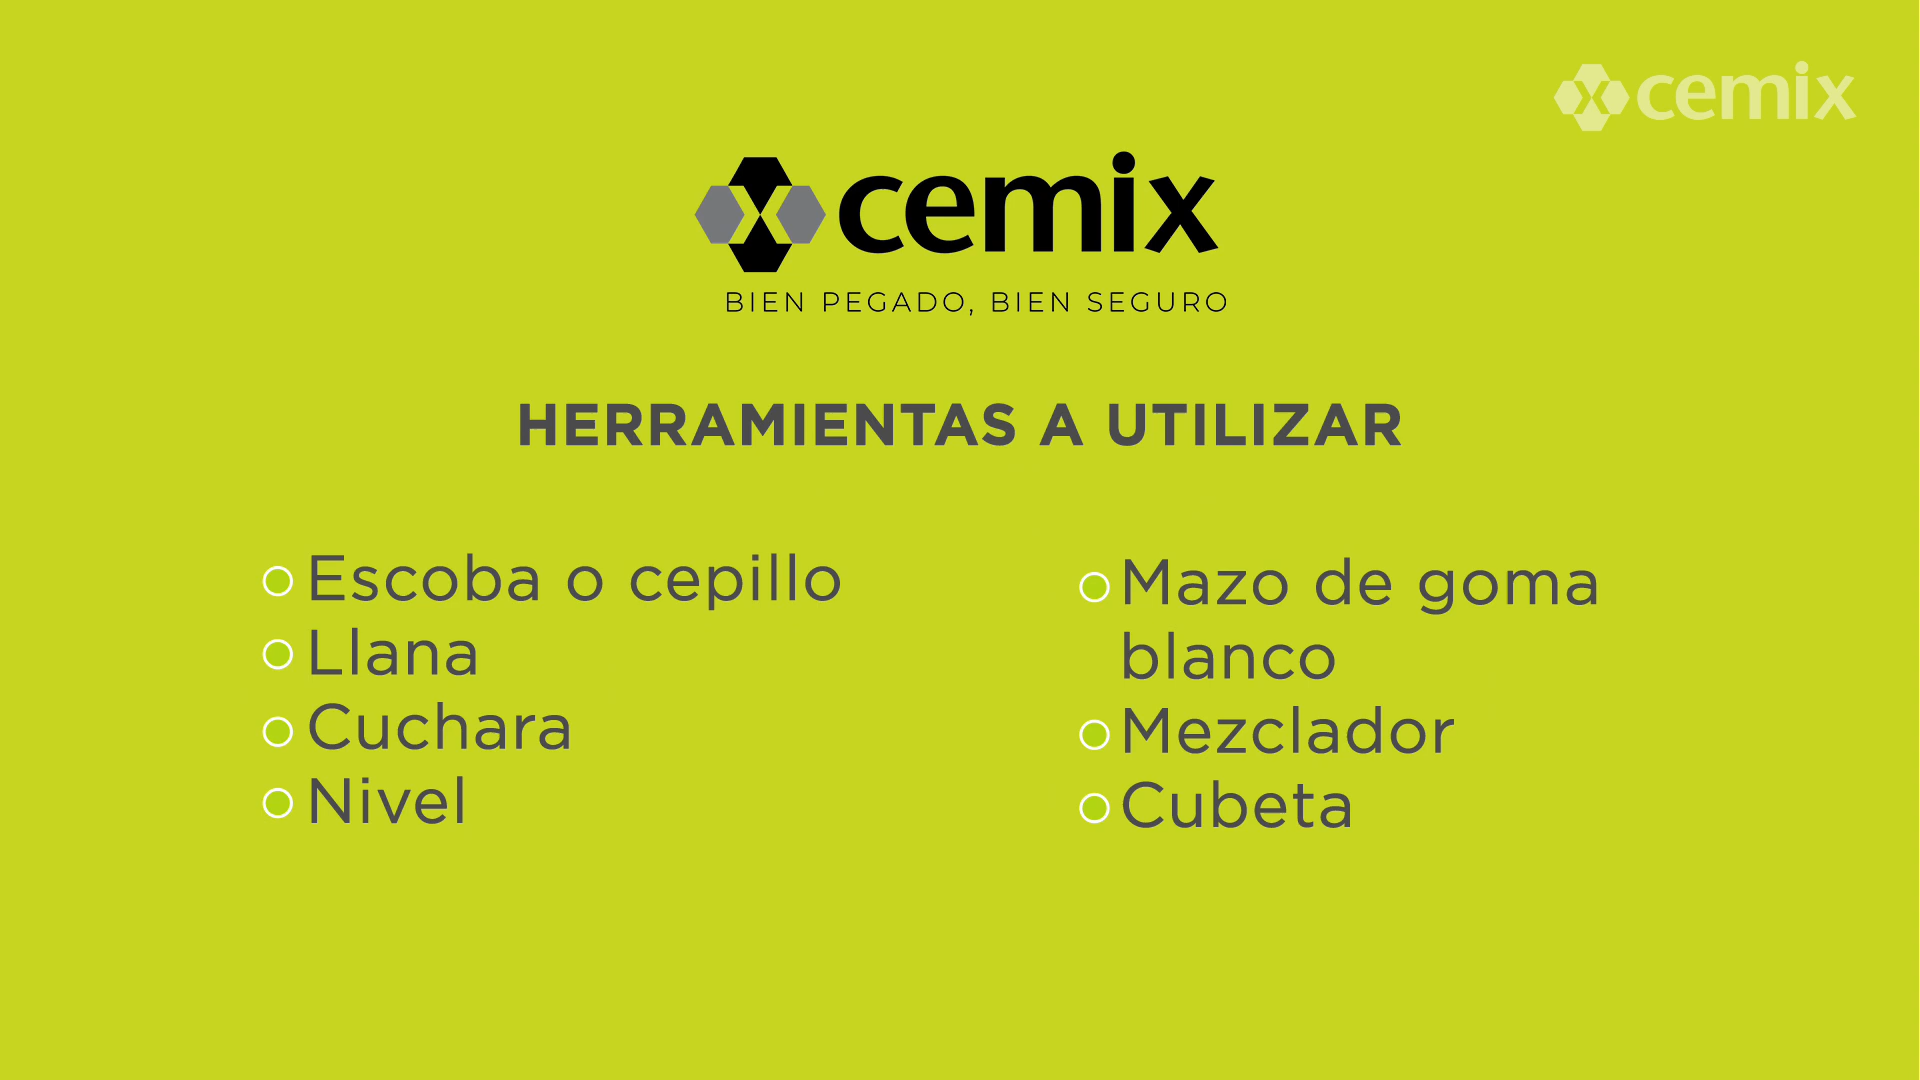 cemix
cemix
BIEN PEGADO, BIEN SEGURO
HERRAMIENTAS A UTILIZAR
Escoba o cepillo
Llana
Cuchara
Nivel
Mazo de goma
blanco
Mezclador
Cubeta